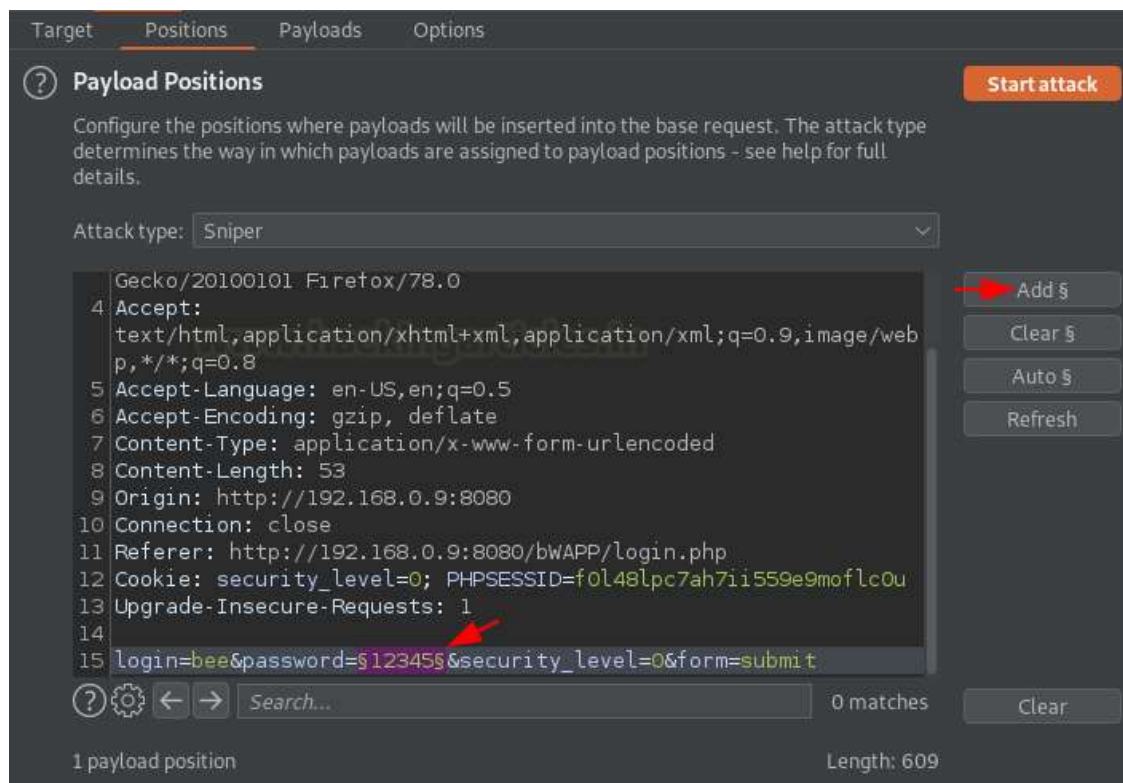 Target Positions Payloads Options
? Payload Positions Start attack
Configure the positions where payloads will be inserted into the base request. The attack type
determines the way in which payloads are assigned to payload positions - see help for full
details.
Attack type: Sniper
Gecko/20100101 Firefox/78.0
Add §
4 Accept:
text/html,application/xhtml+xml,application/xml;q=0.9,image/web
Clear §
p,*/*;q=0.8
5 Accept-Language: en-US,en;q=0.5
Auto §
6 Accept-Encoding: gzip, deflate
Refresh
7 Content-Type: application/x-www-form-urlencoded
8 Content-Length: 53
9 Origin: http://192.168.0.9:8080
10 Connection: close
11 Referer: http://192.168.0.9:8080/bWAPP/login.php
12 Cookie: security_level=0; PHPSESSID=f0l48lpc7ah7ii559e9moflc0u
13 Upgrade-Insecure-Requests: 1
14
15 login=bee&password=§12345§&security_level=0&form=submit
? Search... 0 matches Clear
1 payload position Length: 609